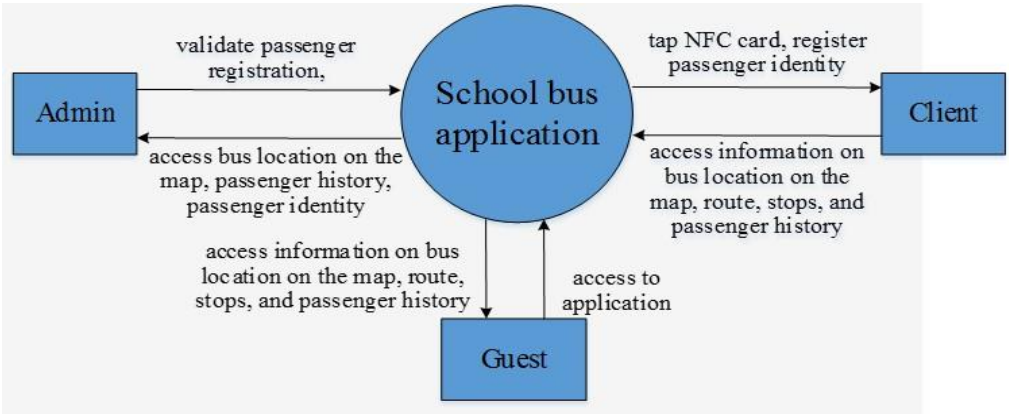 validate passenger
registration,
tap NFC card, register
passenger identity
Admin
School bus
application
Client
access bus location on the
map, passenger history,
passenger identity
access information on
bus location on the
map, route, stops, and
passenger history
access information on bus
location on the map, route,
stops, and passenger history
access to
application
Guest